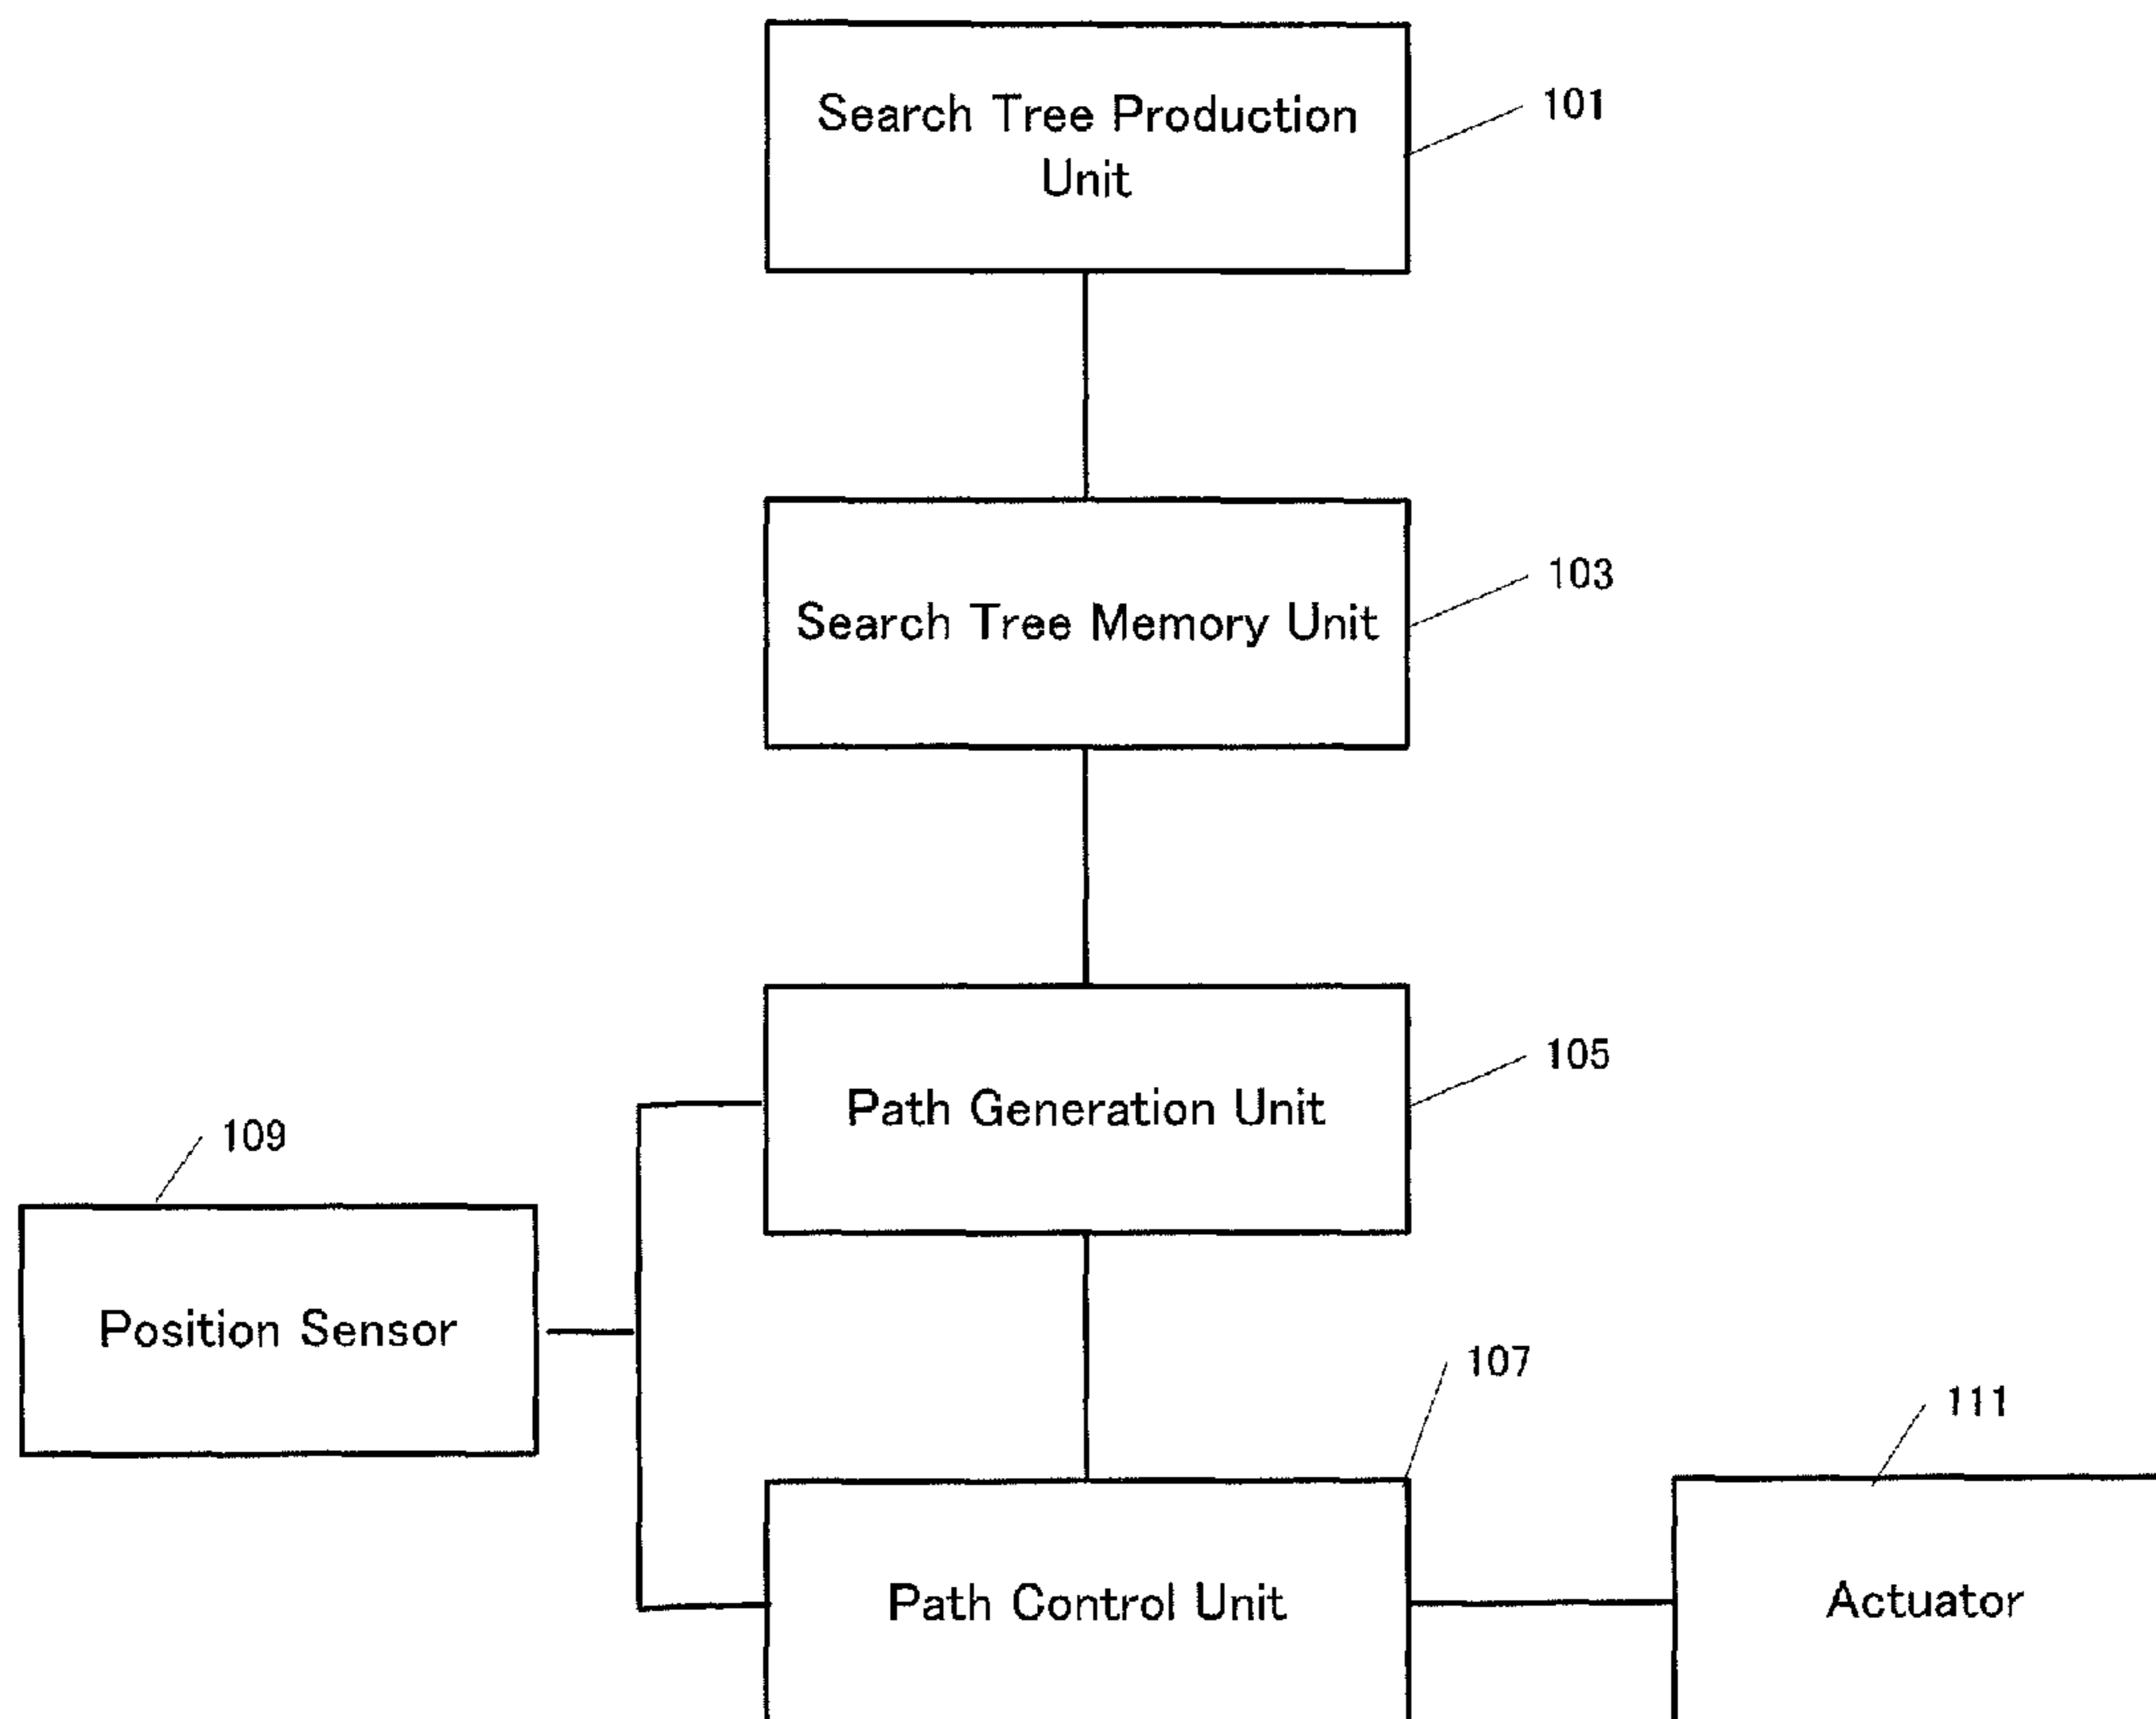 Search Tree Production
Unit
101
Search Tree Memory Unit
103
Path Generation Unit
105
109
Position Sensor
107
Path Control Unit
111
Actuator